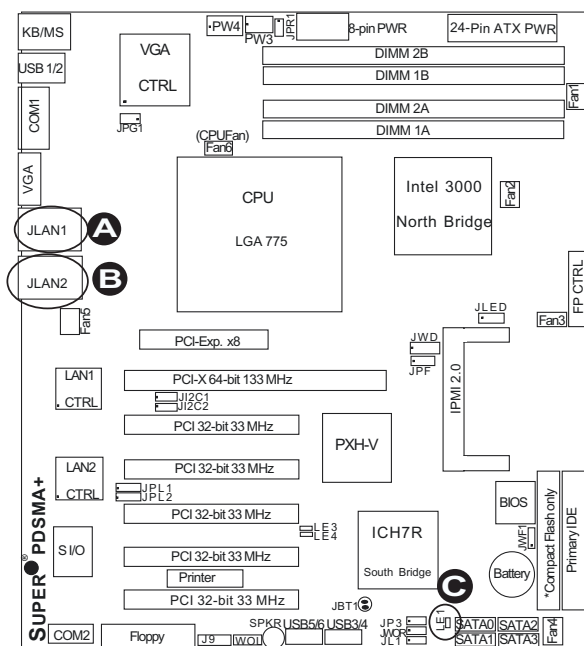 KB/MS
USB 1/2
COM1
VGA
JLAN1
A
JLAN2
B
Fan5
VGA
CTRL
JPG1
PW4
PW3
JPR1
8-pin PWR
24-Pin ATX PWR
DIMM 2B
DIMM 1B
DIMM 2A
DIMM 1A
Fan1
(CPUFan)
Fan6
CPU
LGA 775
Intel 3000
North Bridge
Fan2
FP CTRL
Fan3
JLED
JWD
JPF
IPMI 2.0
PCI-Exp. x8
LAN1
CTRL
PCI-X 64-bit 133 MHz
JI2C1
JI2C2
PCI 32-bit 33 MHz
PXH-V
LAN2
CTRL
PCI 32-bit 33 MHz
JPL1
JPL2
PCI 32-bit 33 MHz
LE3
LE4
S I/O
PCI 32-bit 33 MHz
Printer
PCI 32-bit 33 MHz
ICH7R
South Bridge
BIOS
JWF1
Battery
*Compact Flash only
Primary IDE
SUPER® PDSMA+
C
LE1
JBT1
COM2
Floppy
J9
WOL
SPKR
USB5/6
USB3/4
JP3
JWOR
JL1
SATA0
SATA2
SATA1
SATA3
Fan4